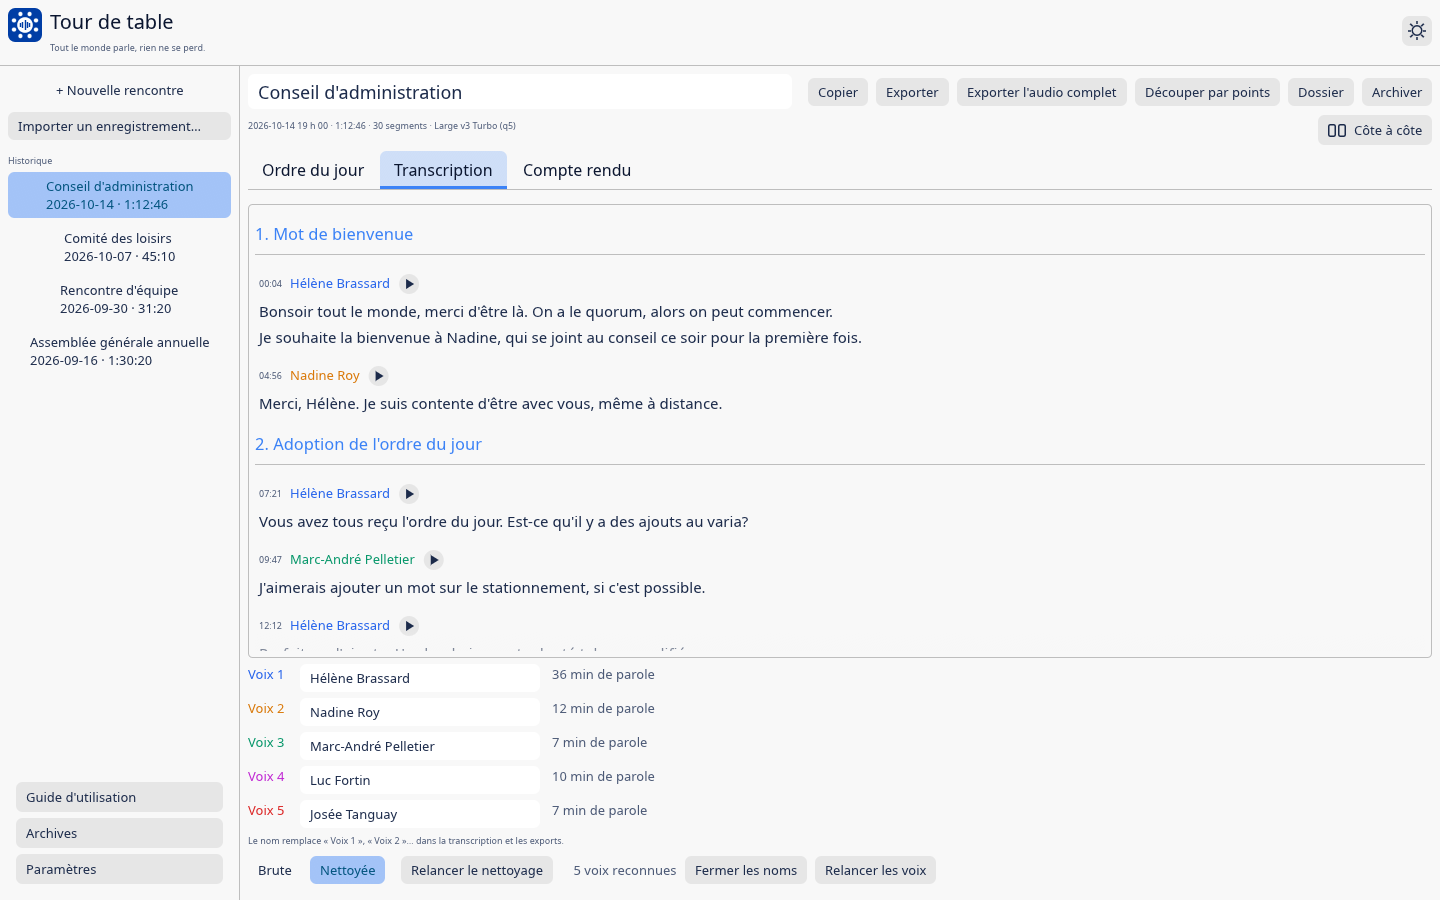 Tour de table
Tout le monde parle, rien ne se perd.
+ Nouvelle rencontre
Importer un enregistrement...
Historique
Conseil d'administration
2026-10-14 · 1:12:46
Comité des loisirs
2026-10-07 · 45:10
Rencontre d'équipe
2026-09-30 · 31:20
Assemblée générale annuelle
2026-09-16 · 1:30:20
Guide d'utilisation
Archives
Paramètres
Conseil d'administration
Copier
Exporter
Exporter l'audio complet
Découper par points
Dossier
Archiver
2026-10-14 19 h 00 · 1:12:46 · 30 segments · Large v3 Turbo (q5)
Côte à côte
Ordre du jour
Transcription
Compte rendu
1. Mot de bienvenue
00:04 Hélène Brassard
Bonsoir tout le monde, merci d'être là. On a le quorum, alors on peut commencer.
Je souhaite la bienvenue à Nadine, qui se joint au conseil ce soir pour la première fois.
04:56 Nadine Roy
Merci, Hélène. Je suis contente d'être avec vous, même à distance.
2. Adoption de l'ordre du jour
07:21 Hélène Brassard
Vous avez tous reçu l'ordre du jour. Est-ce qu'il y a des ajouts au varia?
09:47 Marc-André Pelletier
J'aimerais ajouter un mot sur le stationnement, si c'est possible.
12:12 Hélène Brassard
Voix 1 Hélène Brassard 36 min de parole
Voix 2 Nadine Roy 12 min de parole
Voix 3 Marc-André Pelletier 7 min de parole
Voix 4 Luc Fortin 10 min de parole
Voix 5 Josée Tanguay 7 min de parole
Le nom remplace « Voix 1 », « Voix 2 »... dans la transcription et les exports.
Brute
Nettoyée
Relancer le nettoyage
5 voix reconnues
Fermer les noms
Relancer les voix